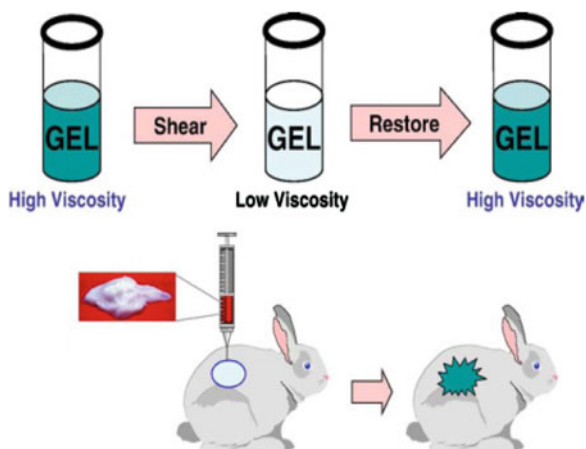 GEL
Shear
GEL
Restore
GEL
High Viscosity
Low Viscosity
High Viscosity